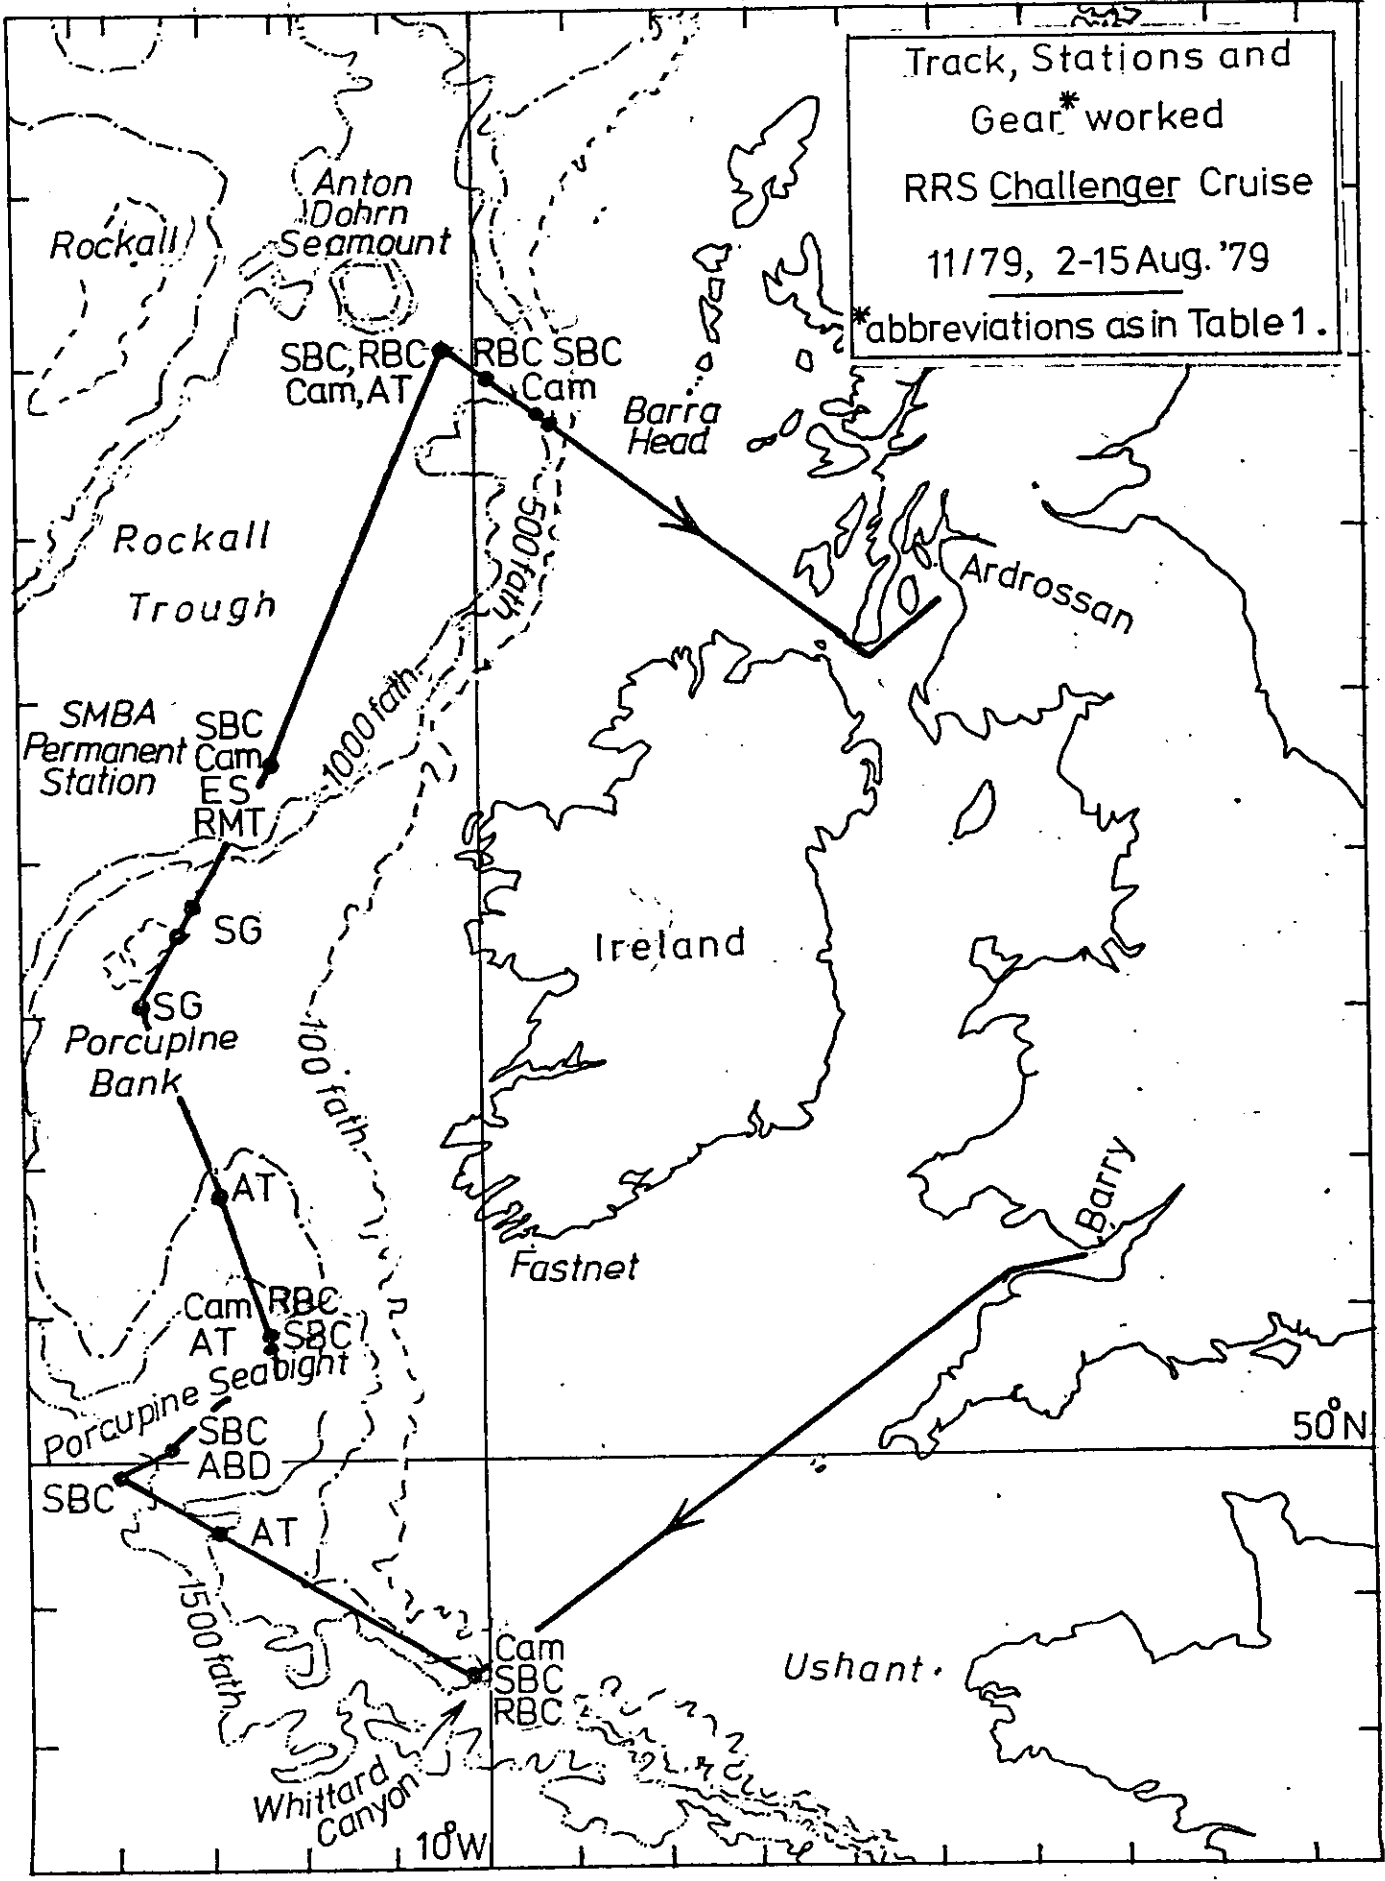 Track, Stations and
Gear* worked
RRS Challenger Cruise
11/79, 2-15 Aug. '79
*abbreviations as in Table 1.
Anton
Dohrn
Seamount
Rockall
SBC, RBC
Cam, AT
RBC SBC
Cam
Barra
Head
500 fath
Rockall
Trough
Ardrossan
1000 fath.
SMBA
Permanent
Station
SBC
Cam
ES
RMT
SG
Ireland
SG
Porcupine
Bank
100 fath.
AT
Barry
Fastnet
Cam RBC
AT SBC
Porcupine Seabight
SBC
ABD
50°N
SBC
AT
1500 fath.
Cam
SBC
RBC
Ushant
Whittard
Canyon
10°W